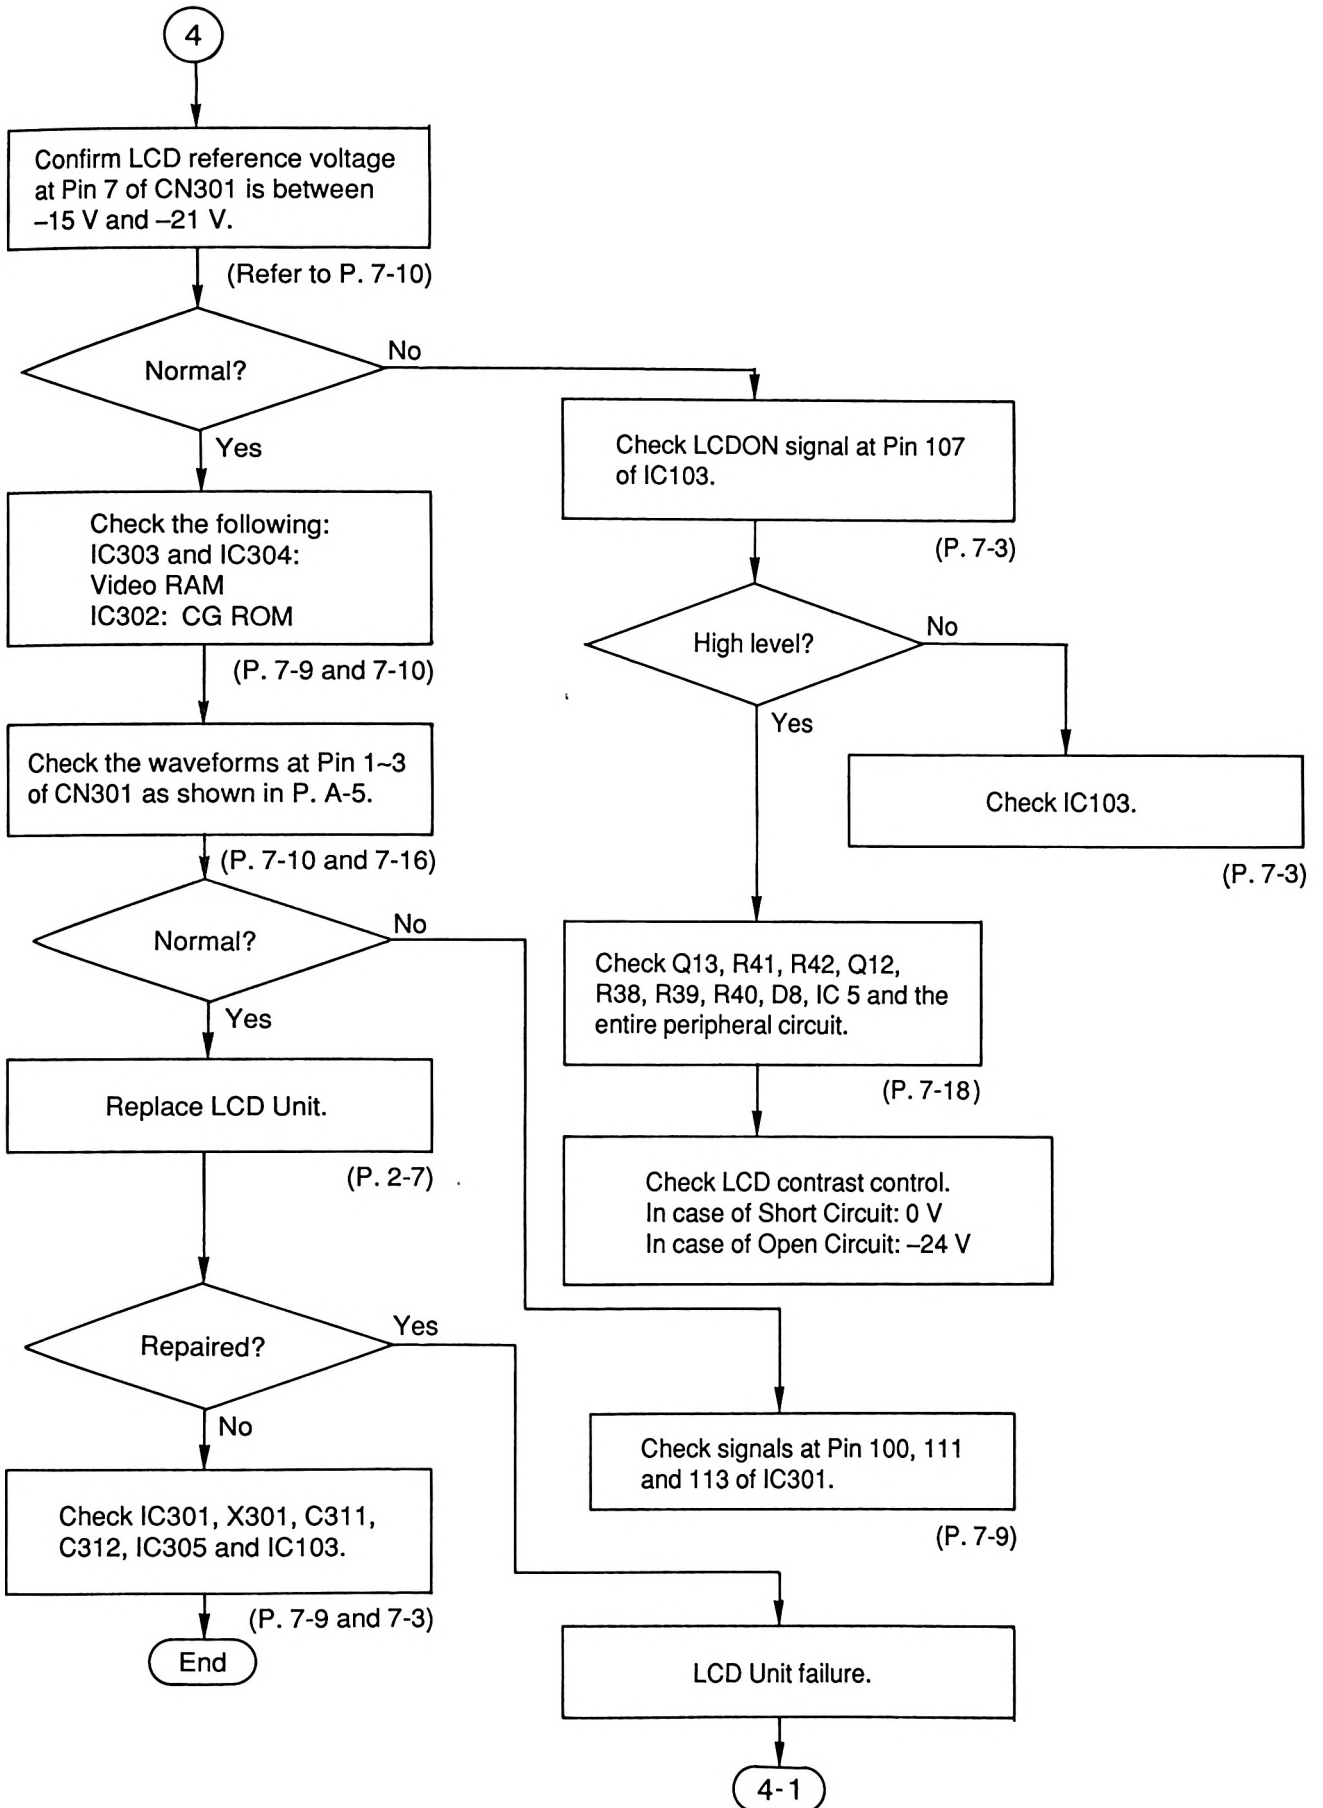 4
Confirm LCD reference voltage
at Pin 7 of CN301 is between
–15 V and –21 V.
(Refer to P. 7-10)
Normal?
No
Yes
Check LCDON signal at Pin 107
of IC103.
(P. 7-3)
Check the following:
IC303 and IC304:
Video RAM
IC302: CG ROM
(P. 7-9 and 7-10)
High level?
No
Yes
Check the waveforms at Pin 1~3
of CN301 as shown in P. A-5.
(P. 7-10 and 7-16)
Check IC103.
(P. 7-3)
Normal?
No
Yes
Check Q13, R41, R42, Q12,
R38, R39, R40, D8, IC 5 and the
entire peripheral circuit.
(P. 7-18)
Replace LCD Unit.
(P. 2-7)
Check LCD contrast control.
In case of Short Circuit: 0 V
In case of Open Circuit: –24 V
Repaired?
Yes
No
Check signals at Pin 100, 111
and 113 of IC301.
(P. 7-9)
Check IC301, X301, C311,
C312, IC305 and IC103.
(P. 7-9 and 7-3)
End
LCD Unit failure.
4-1